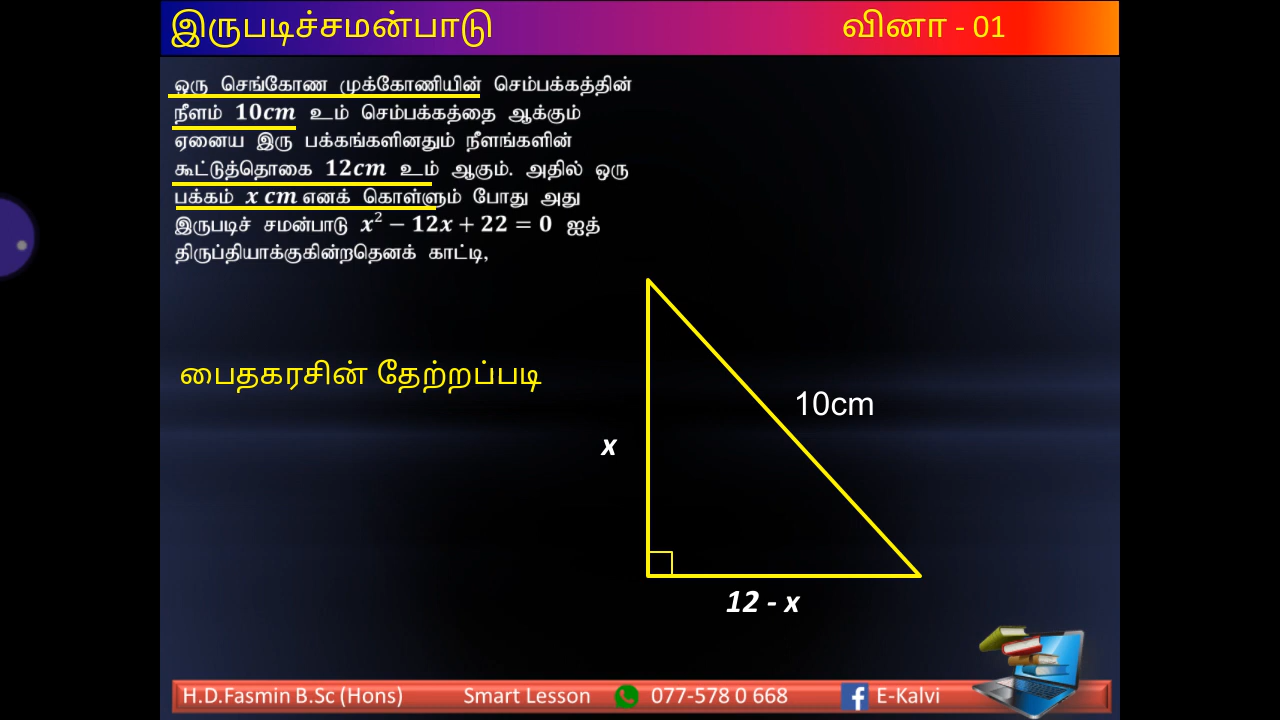 இருபடிச்சமன்பாடு வினா - 01
ஒரு செங்கோண முக்கோணியின் செம்பக்கத்தின்
நீளம் 10cm உம் செம்பக்கத்தை ஆக்கும்
ஏனைய இரு பக்கங்களினதும் நீளங்களின்
கூட்டுத்தொகை 12cm உம் ஆகும். அதில் ஒரு
பக்கம் x cm எனக் கொள்ளும் போது அது
இருபடிச் சமன்பாடு x² − 12x + 22 = 0 ஐத்
திருப்தியாக்குகின்றதெனக் காட்டி,
பைதகரசின் தேற்றப்படி
10cm
x
12 - x
H.D.Fasmin B.Sc (Hons) Smart Lesson 077-578 0 668 E-Kalvi